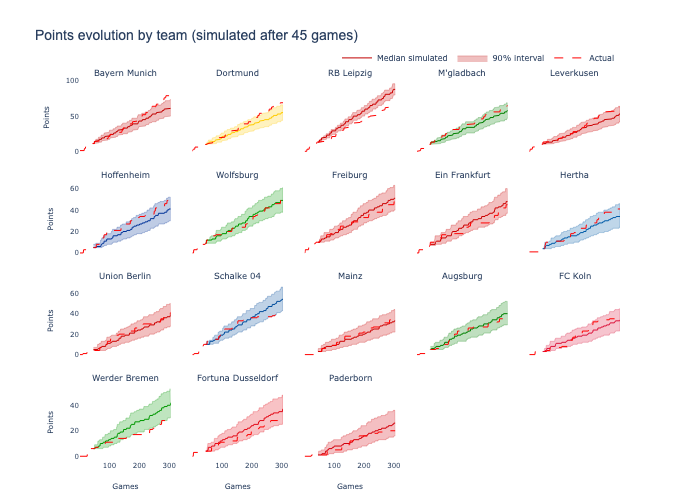 Points evolution by team (simulated after 45 games)
Median simulated 90% interval Actual
Bayern Munich Dortmund RB Leipzig M'gladbach Leverkusen
100
50
0
Points
Hoffenheim Wolfsburg Freiburg Ein Frankfurt Hertha
60
40
20
0
Points
Union Berlin Schalke 04 Mainz Augsburg FC Koln
60
40
20
0
Points
Werder Bremen Fortuna Dusseldorf Paderborn
40
20
0
Points
100 200 300 100 200 300 100 200 300
Games Games Games